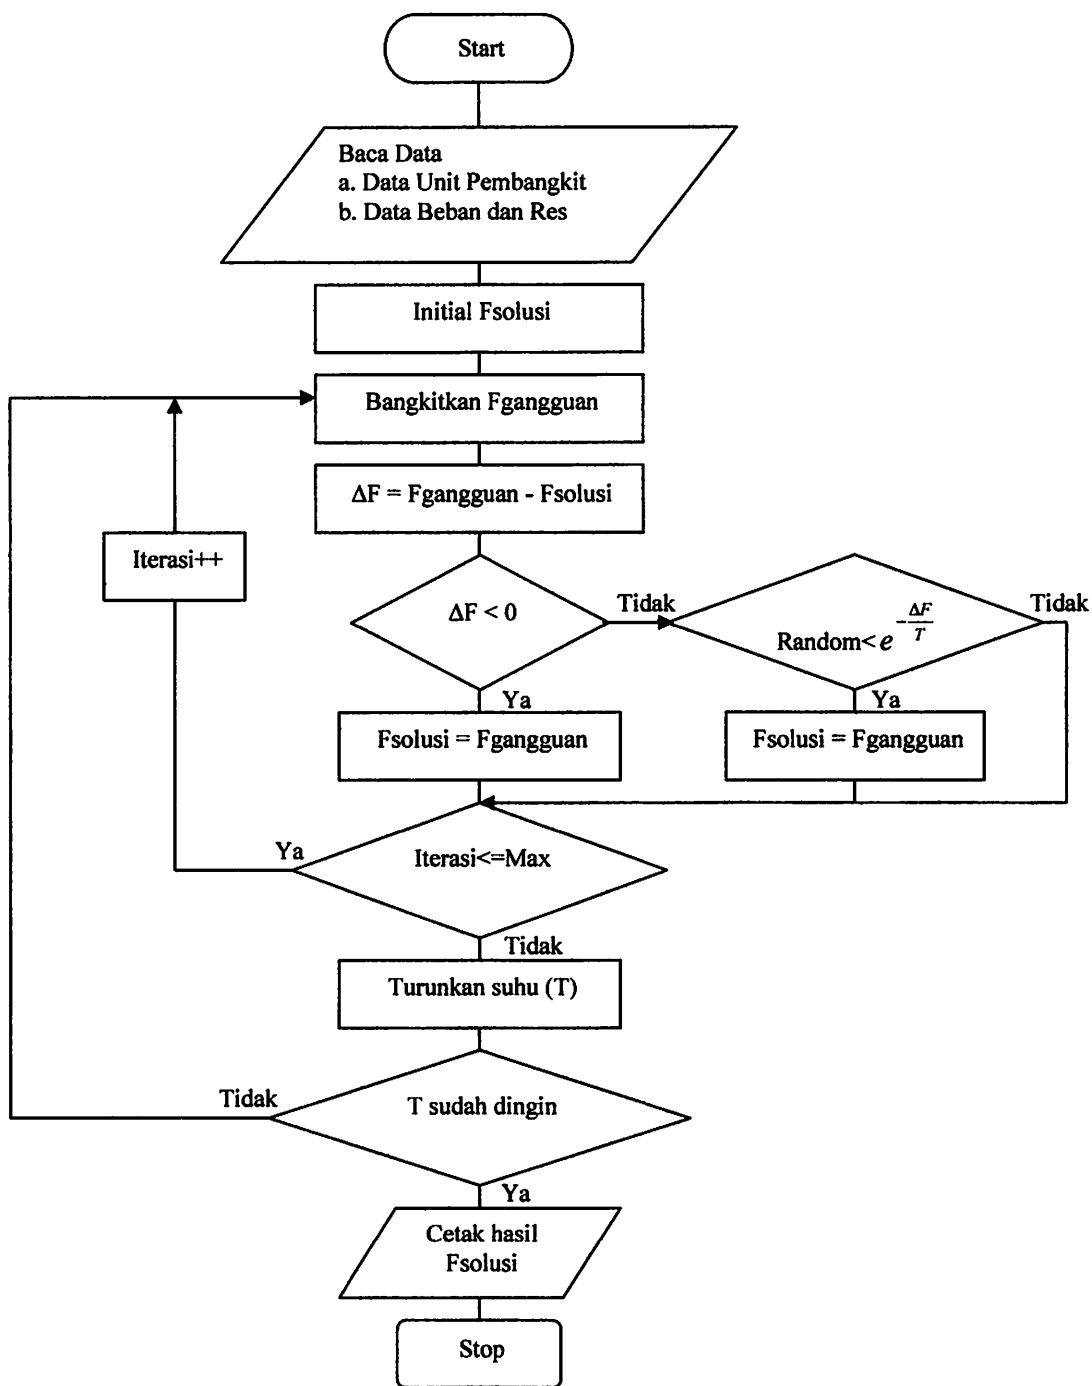 Start
Baca Data
a. Data Unit Pembangkit
b. Data Beban dan Res
Initial Fsolusi
Bangkitkan Fgangguan
ΔF = Fgangguan - Fsolusi
Iterasi++
ΔF < 0
Tidak
Random< e^{-ΔF/T}
Tidak
Ya
Ya
Fsolusi = Fgangguan
Fsolusi = Fgangguan
Ya
Iterasi<=Max
Tidak
Turunkan suhu (T)
Tidak
T sudah dingin
Ya
Cetak hasil
Fsolusi
Stop